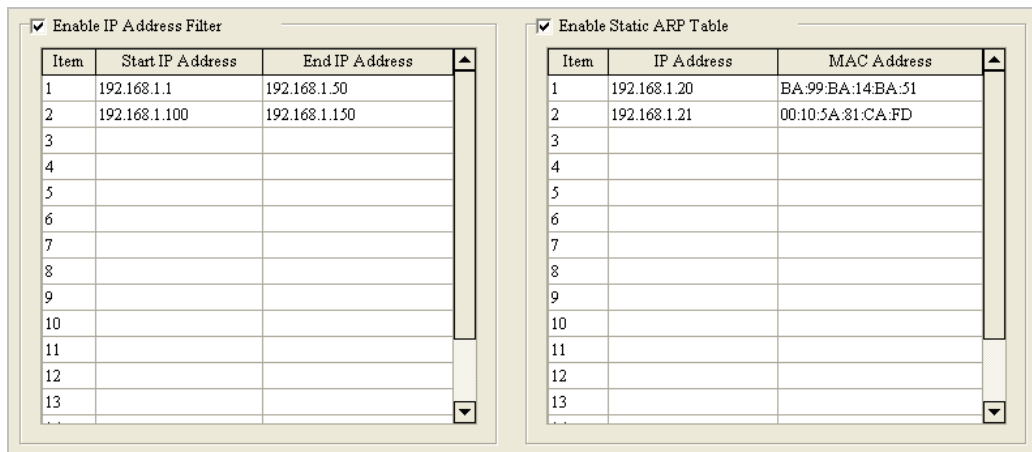 Enable IP Address Filter
Item Start IP Address End IP Address
1 192.168.1.1 192.168.1.50
2 192.168.1.100 192.168.1.150
3
4
5
6
7
8
9
10
11
12
13
Enable Static ARP Table
Item IP Address MAC Address
1 192.168.1.20 BA:99:BA:14:BA:51
2 192.168.1.21 00:10:5A:81:CA:FD
3
4
5
6
7
8
9
10
11
12
13